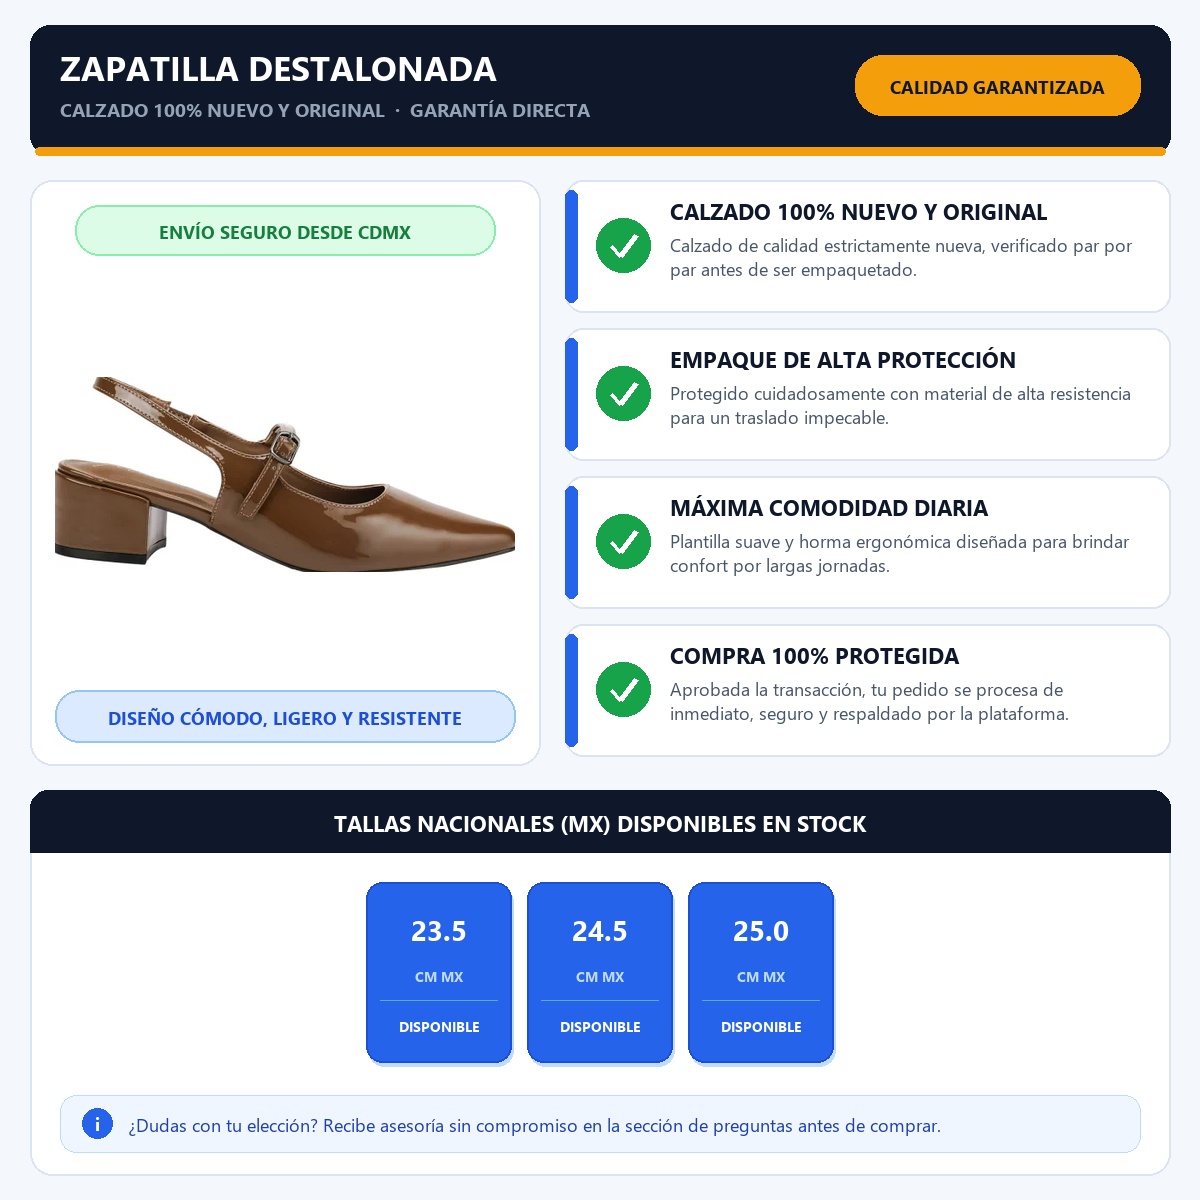 ZAPATILLA DESTALONADA
CALZADO 100% NUEVO Y ORIGINAL · GARANTÍA DIRECTA
CALIDAD GARANTIZADA
ENVÍO SEGURO DESDE CDMX
DISEÑO CÓMODO, LIGERO Y RESISTENTE
CALZADO 100% NUEVO Y ORIGINAL
Calzado de calidad estrictamente nueva, verificado par por
par antes de ser empaquetado.
EMPAQUE DE ALTA PROTECCIÓN
Protegido cuidadosamente con material de alta resistencia
para un traslado impecable.
MÁXIMA COMODIDAD DIARIA
Plantilla suave y horma ergonómica diseñada para brindar
confort por largas jornadas.
COMPRA 100% PROTEGIDA
Aprobada la transacción, tu pedido se procesa de
inmediato, seguro y respaldado por la plataforma.
TALLAS NACIONALES (MX) DISPONIBLES EN STOCK
23.5
CM MX
DISPONIBLE
24.5
CM MX
DISPONIBLE
25.0
CM MX
DISPONIBLE
¿Dudas con tu elección? Recibe asesoría sin compromiso en la sección de preguntas antes de comprar.